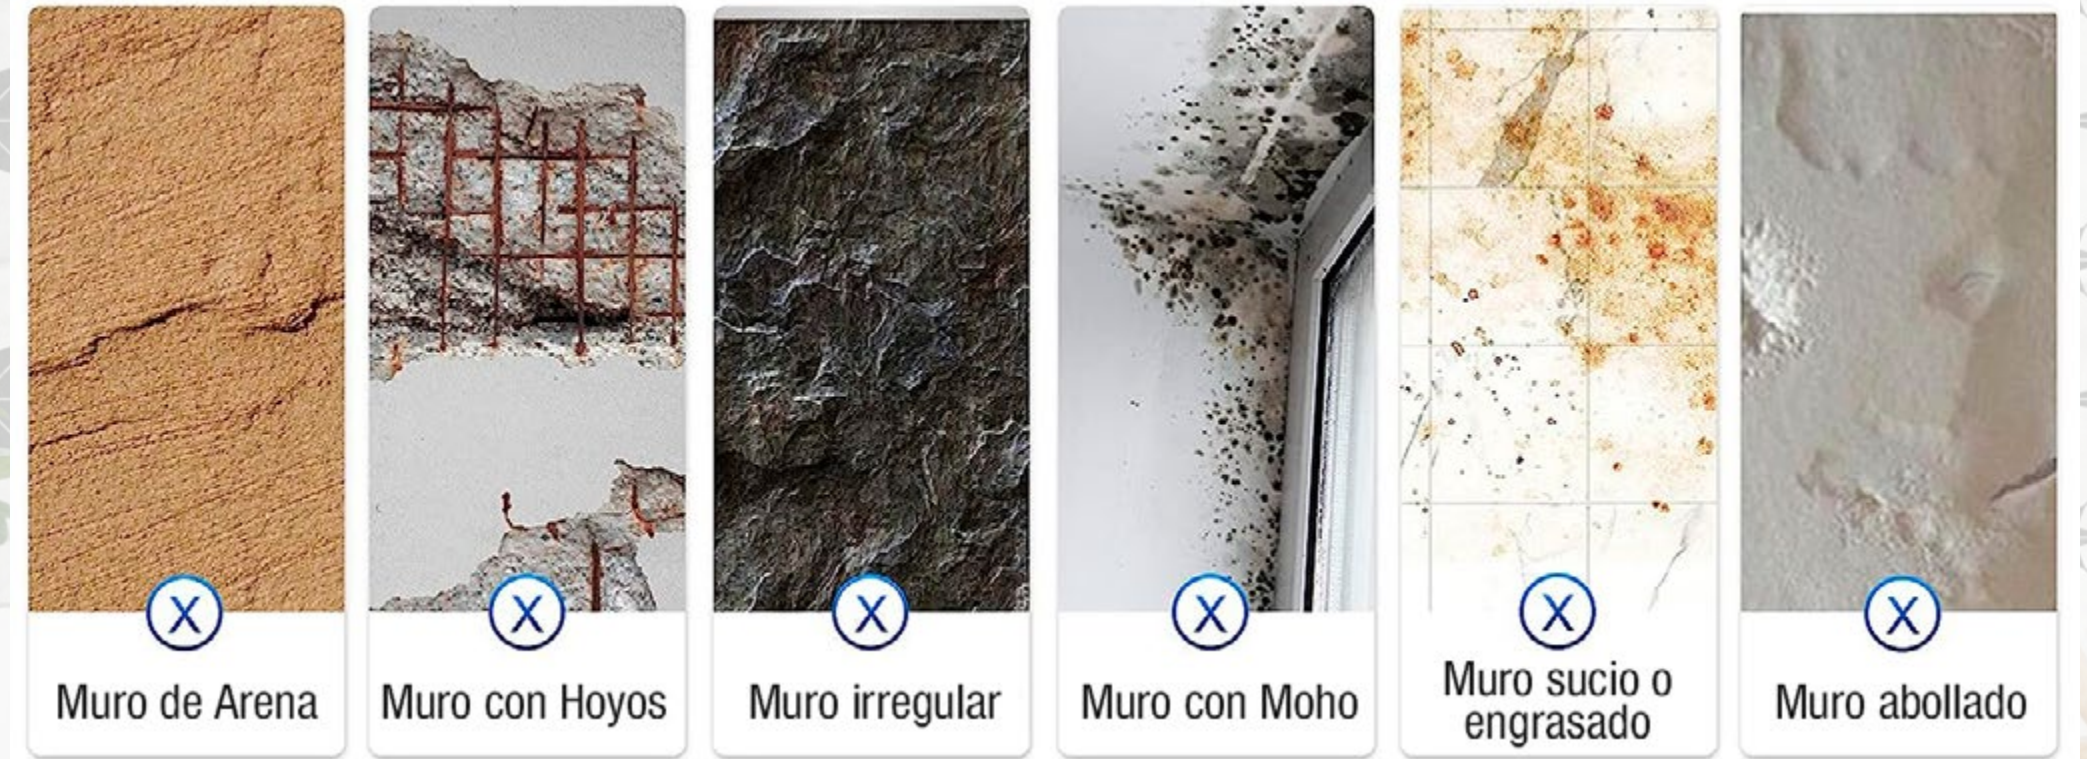 X
Muro de Arena
X
Muro con Hoyos
X
Muro irregular
X
Muro con Moho
X
Muro sucio o
engrasado
X
Muro abollado